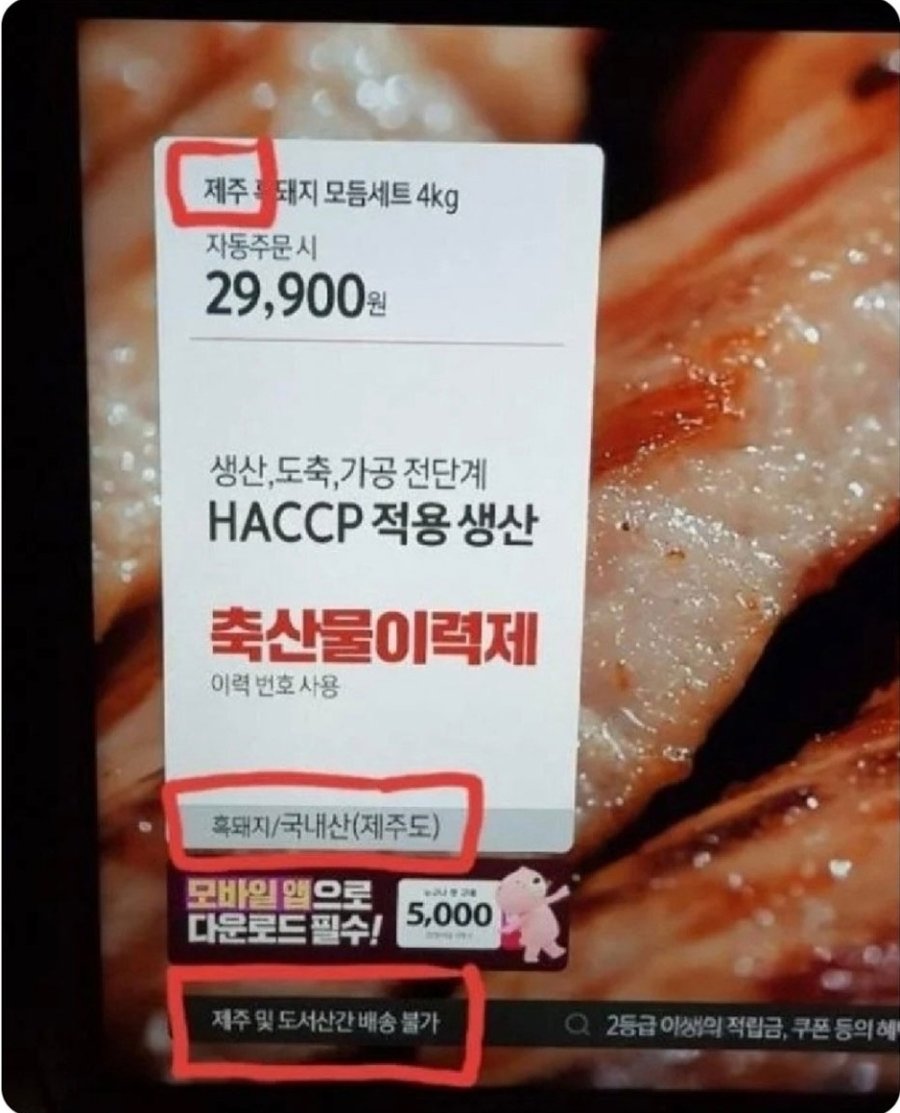 제주 흑돼지 모듬세트 4kg
자동주문 시
29,900원
생산,도축,가공 전단계
HACCP 적용 생산
축산물이력제
이력 번호 사용
흑돼지/국내산(제주도)
모바일 앱으로
다운로드 필수!
5,000
제주 및 도서산간 배송 불가
2등급 이상의 적립금, 쿠폰 등의 혜